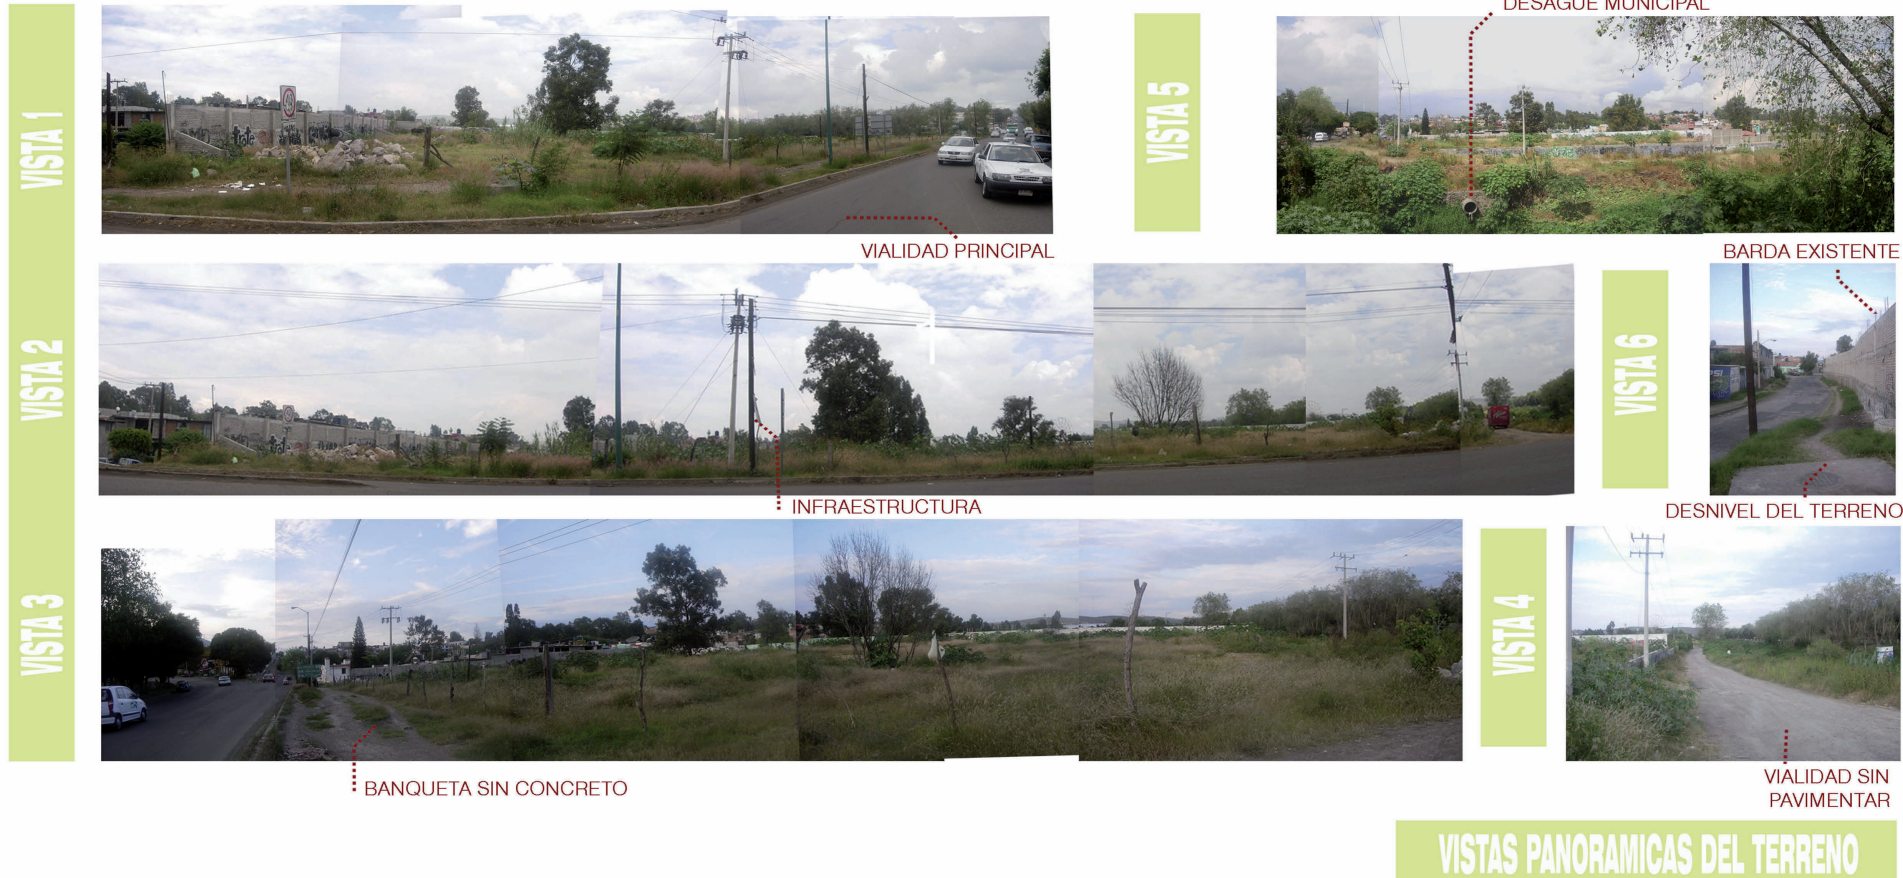 DESAGUE MUNICIPAL
VISTA 1
VISTA 5
VIALIDAD PRINCIPAL
BARDA EXISTENTE
VISTA 2
VISTA 6
INFRAESTRUCTURA
DESNIVEL DEL TERRENO
VISTA 3
VISTA 4
BANQUETA SIN CONCRETO
VIALIDAD SIN
PAVIMENTAR
VISTAS PANORAMICAS DEL TERRENO